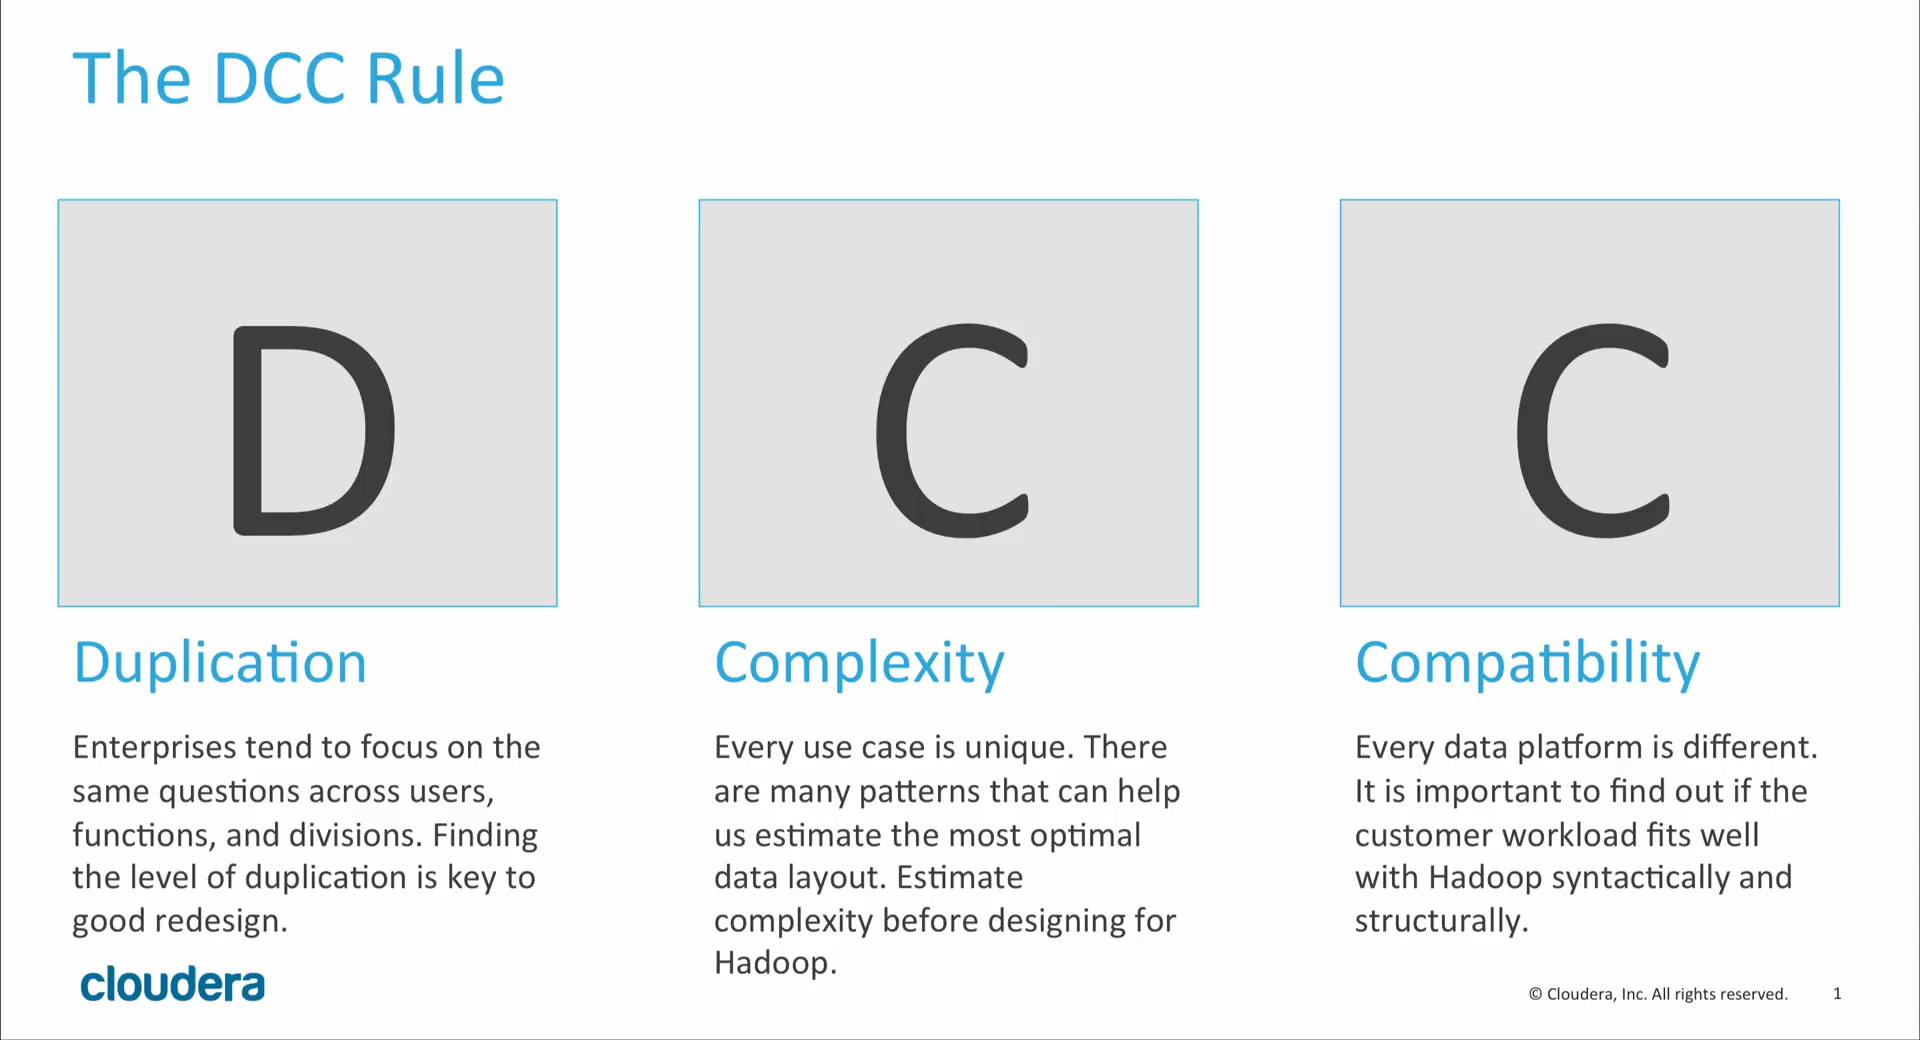 The DCC Rule
D
C
C
Duplication
Enterprises tend to focus on the
same questions across users,
functions, and divisions. Finding
the level of duplication is key to
good redesign.
Complexity
Every use case is unique. There
are many patterns that can help
us estimate the most optimal
data layout. Estimate
complexity before designing for
Hadoop.
Compatibility
Every data platform is different.
It is important to find out if the
customer workload fits well
with Hadoop syntactically and
structurally.
cloudera
© Cloudera, Inc. All rights reserved.
1